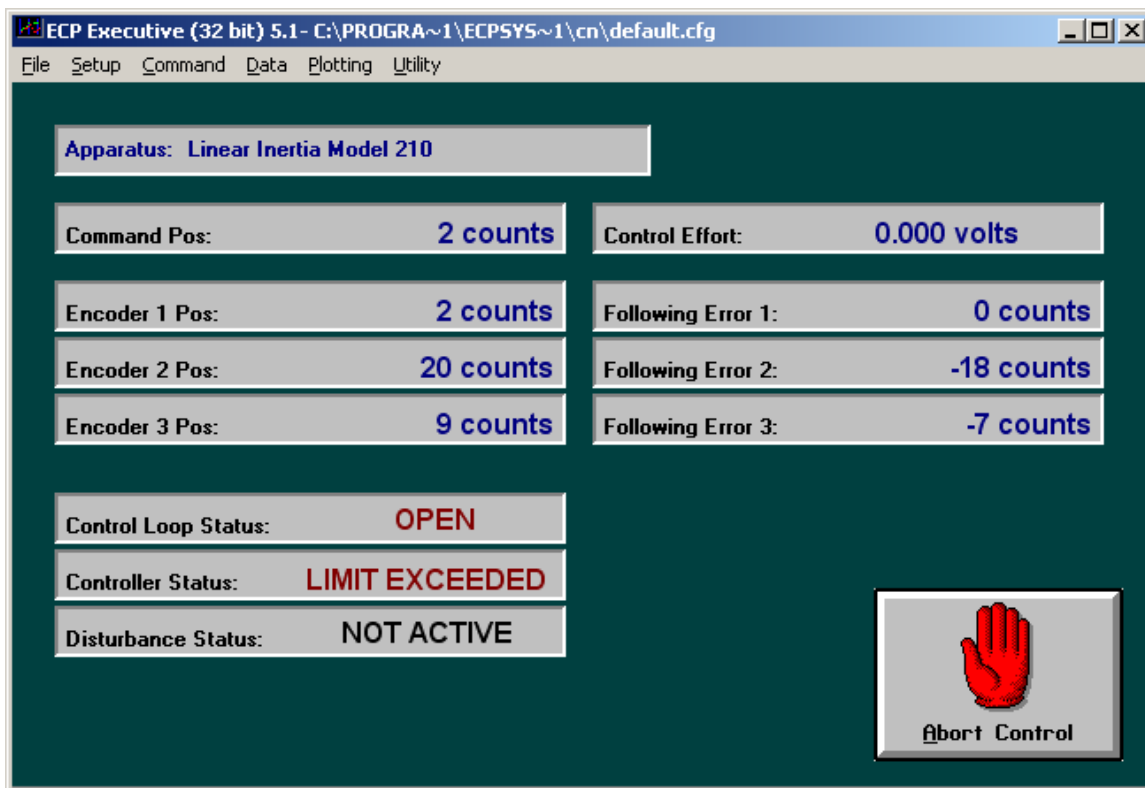 ECP Executive (32 bit) 5.1- C:\PROGRA~1\ECPSYS~1\cn\default.cfg
File Setup Command Data Plotting Utility
Apparatus: Linear Inertia Model 210
Command Pos: 2 counts
Control Effort: 0.000 volts
Encoder 1 Pos: 2 counts
Following Error 1: 0 counts
Encoder 2 Pos: 20 counts
Following Error 2: -18 counts
Encoder 3 Pos: 9 counts
Following Error 3: -7 counts
Control Loop Status: OPEN
Controller Status: LIMIT EXCEEDED
Disturbance Status: NOT ACTIVE
Abort Control